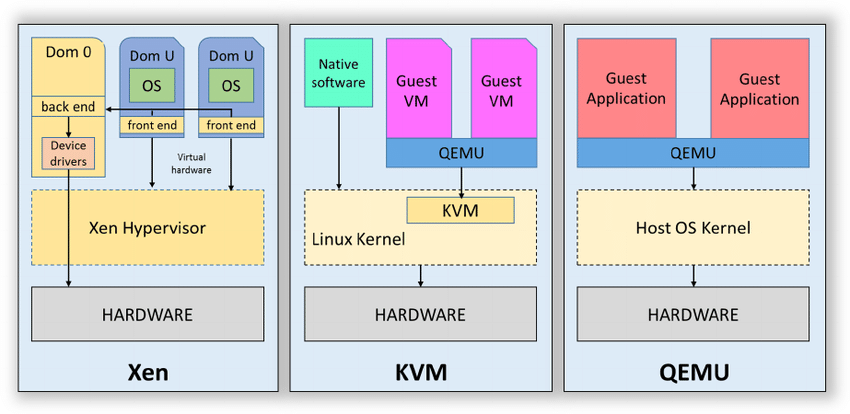 Dom 0
back end
Device
drivers
Dom U
OS
front end
Dom U
OS
front end
Virtual
hardware
Xen Hypervisor
HARDWARE
Xen
Native
software
Guest
VM
Guest
VM
QEMU
KVM
Linux Kernel
HARDWARE
KVM
Guest
Application
Guest
Application
QEMU
Host OS Kernel
HARDWARE
QEMU